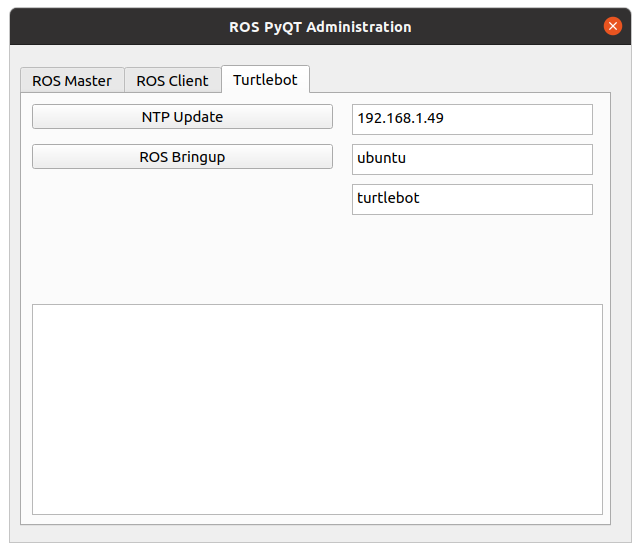 ROS PyQT Administration
ROS Master ROS Client Turtlebot
NTP Update 192.168.1.49
ROS Bringup ubuntu
turtlebot